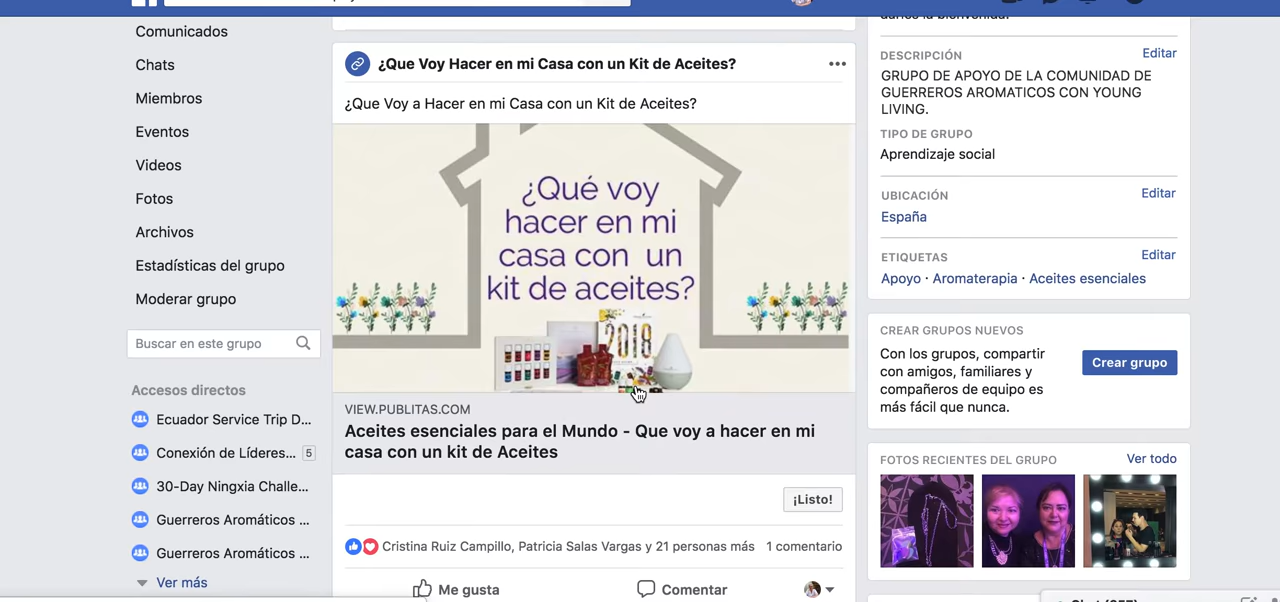 Comunicados
Chats
Miembros
Eventos
Videos
Fotos
Archivos
Estadísticas del grupo
Moderar grupo
Buscar en este grupo
Accesos directos
Ecuador Service Trip D...
Conexión de Líderes... 5
30-Day Ningxia Challe...
Guerreros Aromáticos ...
Guerreros Aromáticos ...
Ver más
¿Que Voy Hacer en mi Casa con un Kit de Aceites?
¿Que Voy a Hacer en mi Casa con un Kit de Aceites?
¿Qué voy
hacer en mi
casa con un
kit de aceites?
2018
VIEW.PUBLITAS.COM
Aceites esenciales para el Mundo - Que voy a hacer en mi
casa con un kit de Aceites
¡Listo!
Cristina Ruiz Campillo, Patricia Salas Vargas y 21 personas más 1 comentario
Me gusta Comentar
DESCRIPCIÓN Editar
GRUPO DE APOYO DE LA COMUNIDAD DE
GUERREROS AROMATICOS CON YOUNG
LIVING.
TIPO DE GRUPO
Aprendizaje social
UBICACIÓN Editar
España
ETIQUETAS Editar
Apoyo · Aromaterapia · Aceites esenciales
CREAR GRUPOS NUEVOS
Con los grupos, compartir
con amigos, familiares y
compañeros de equipo es
más fácil que nunca.
Crear grupo
FOTOS RECIENTES DEL GRUPO Ver todo